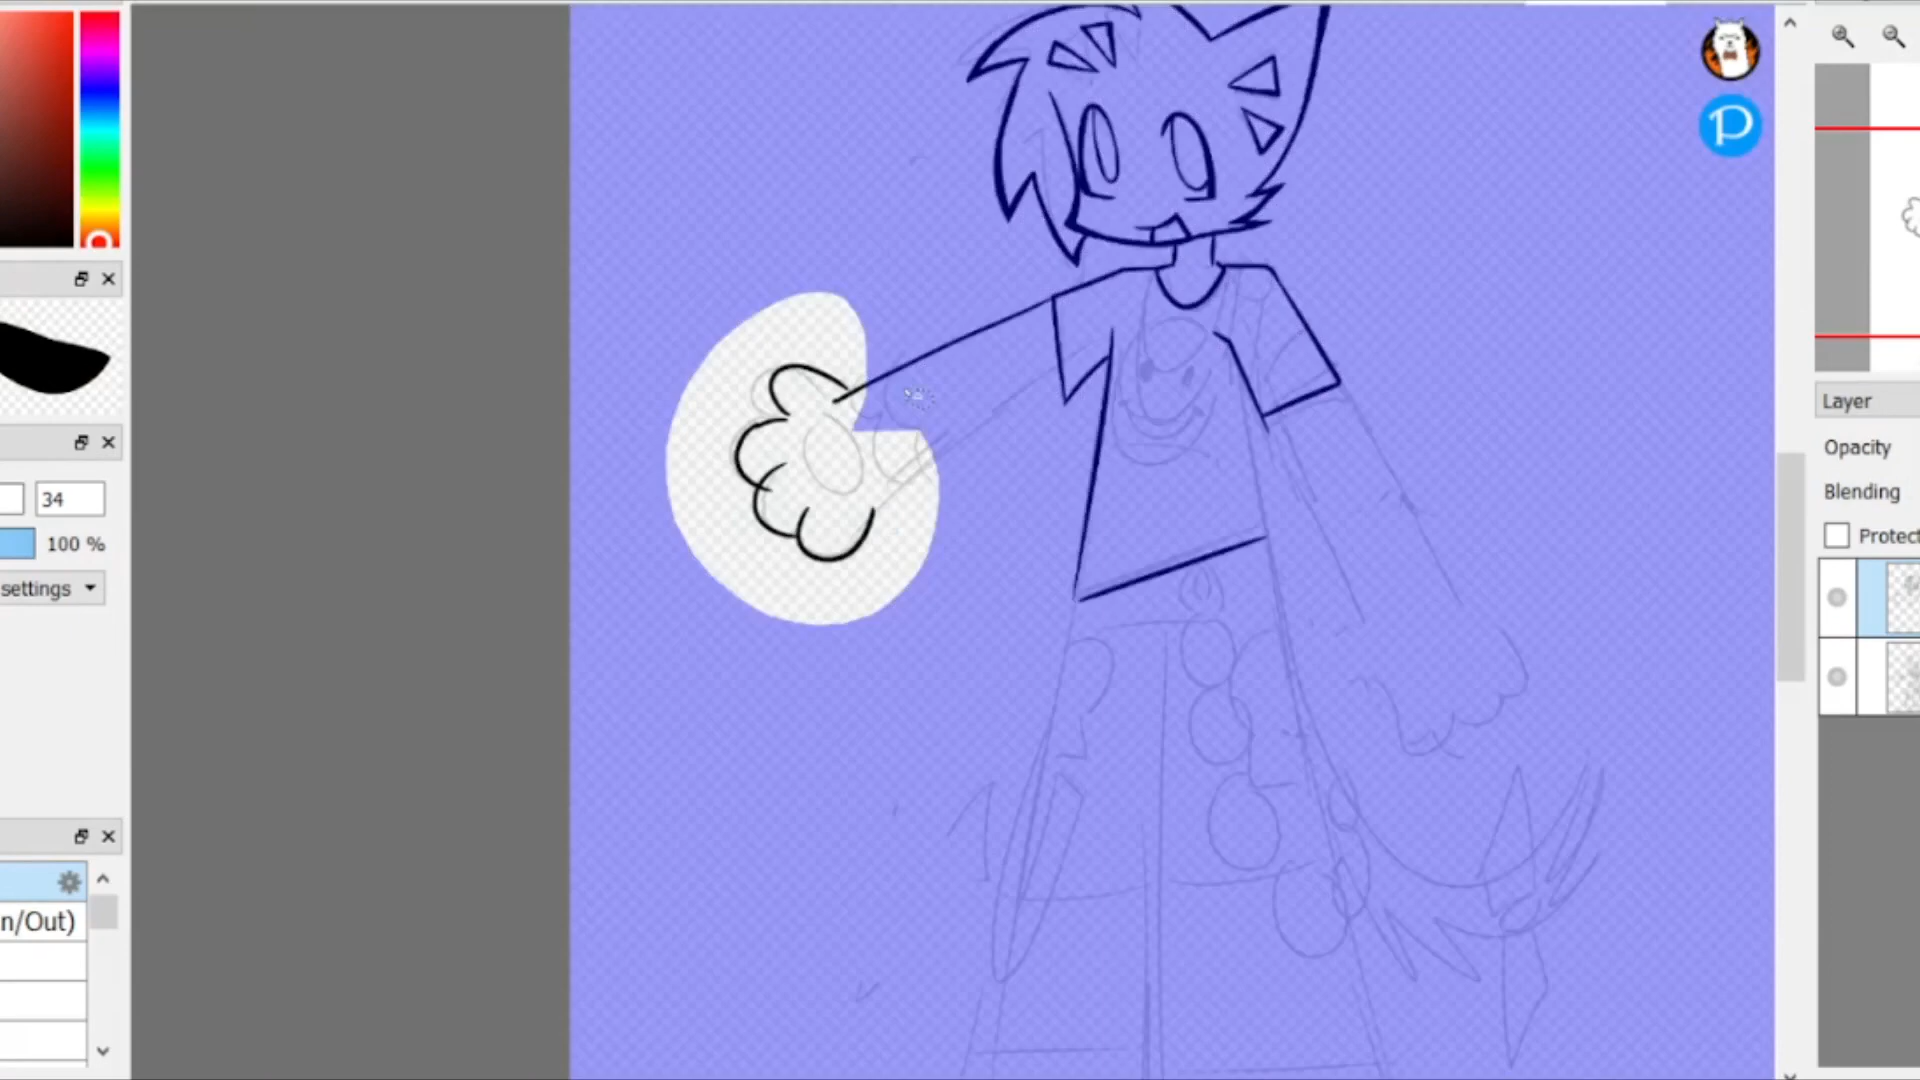 P
34
Layer
100 %
Opacity
settings
Blending
Protect
n/Out)